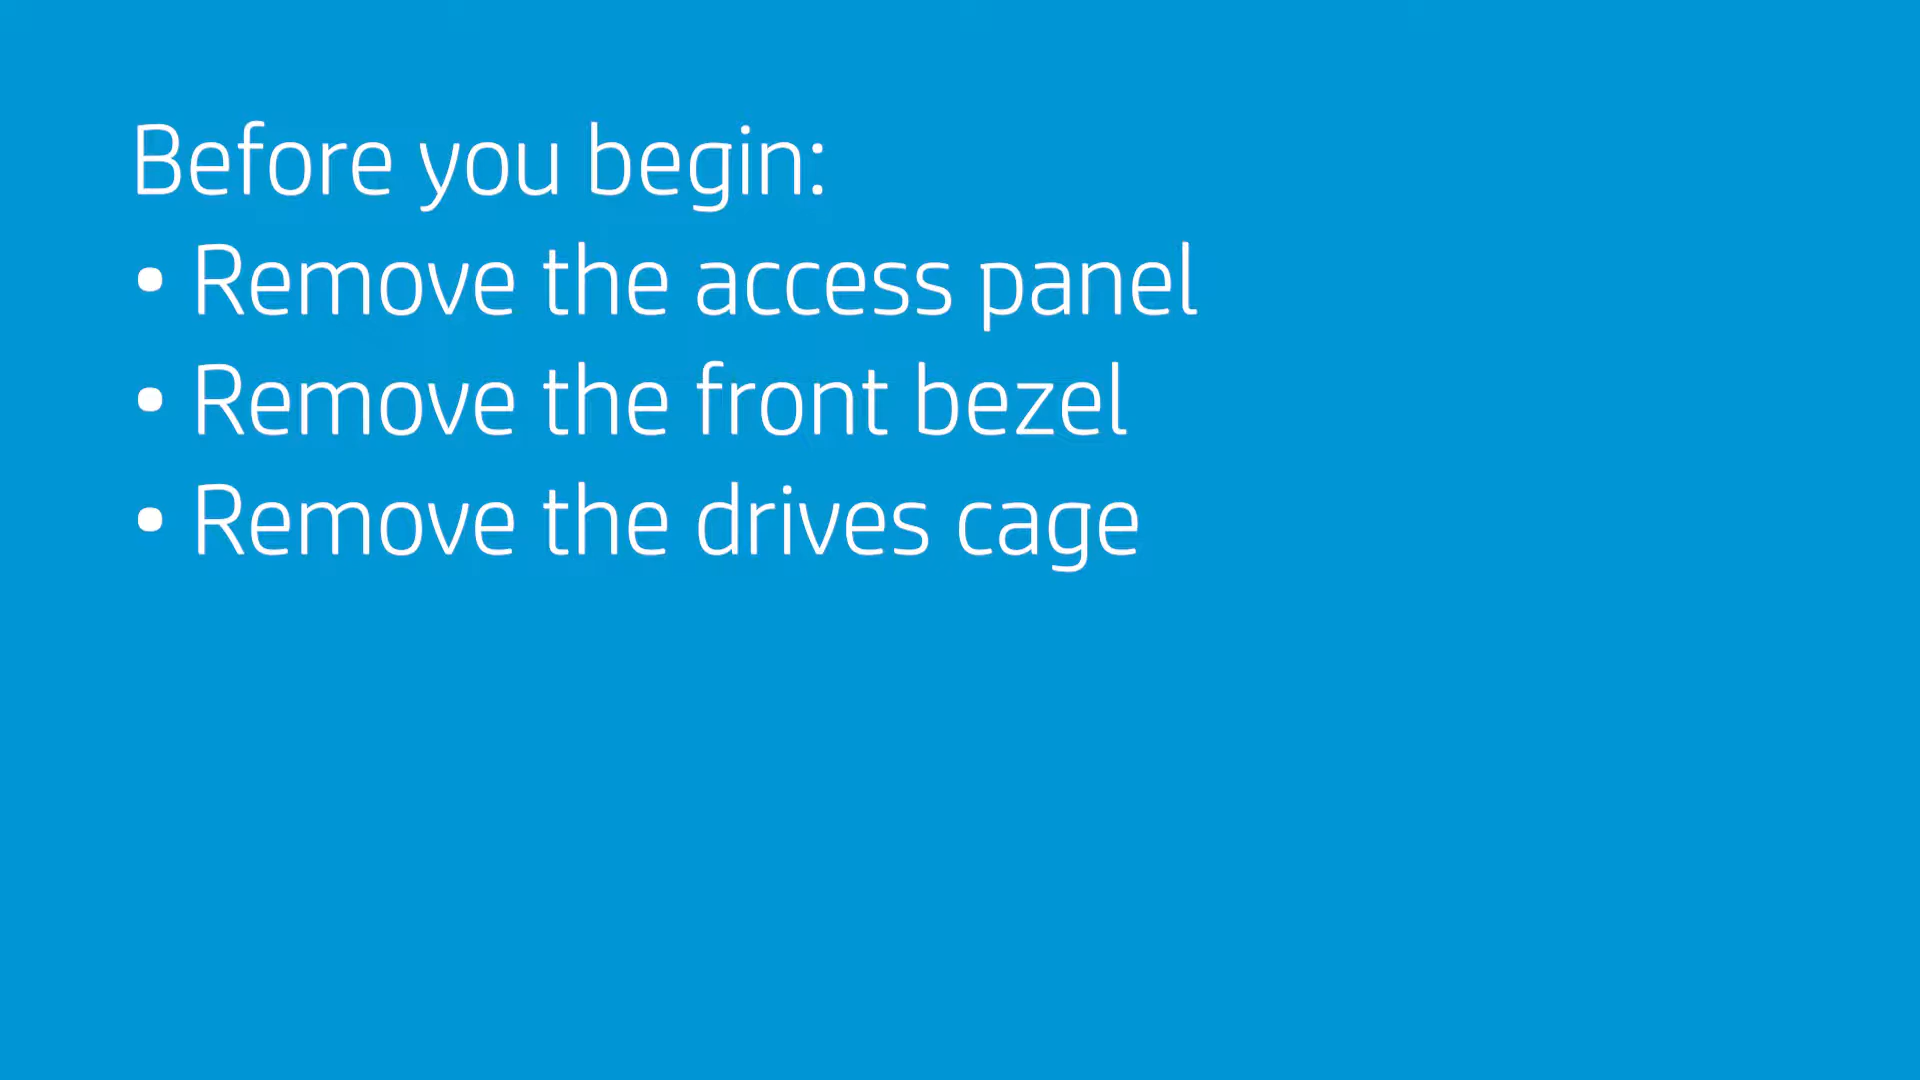 Before you begin:
• Remove the access panel
• Remove the front bezel
• Remove the drives cage